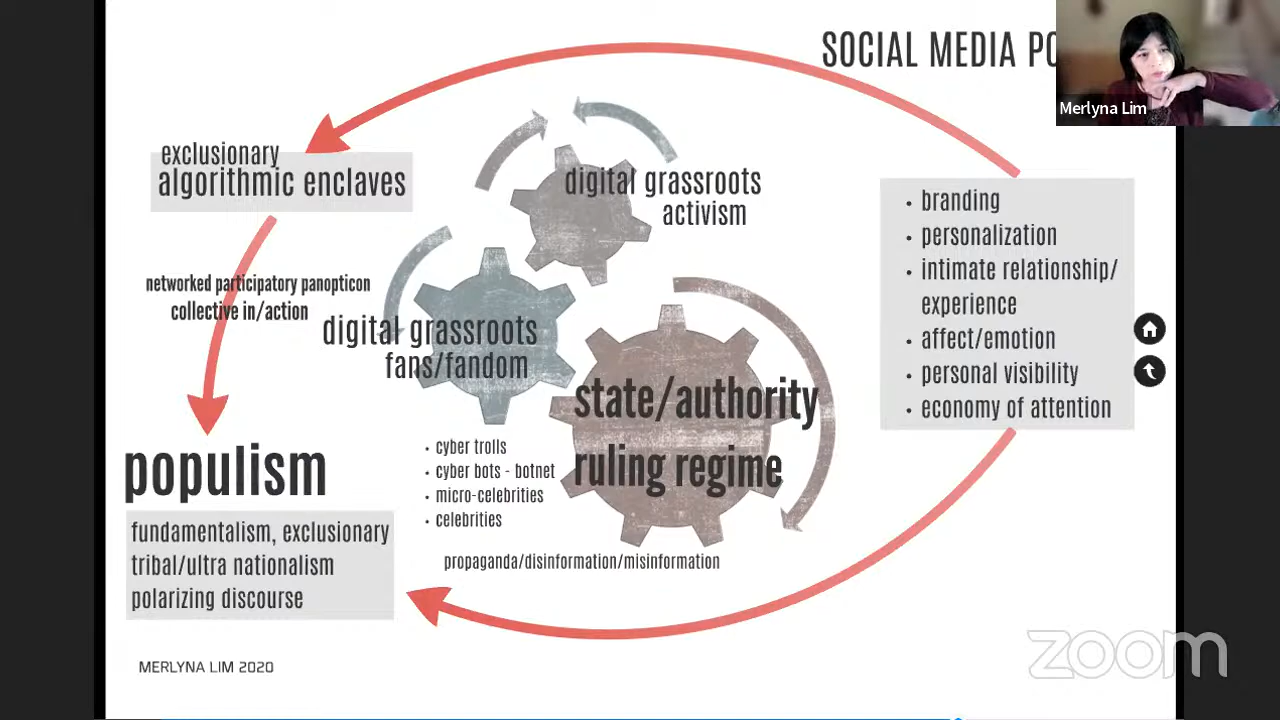 SOCIAL MEDIA
Merlyna Lim
exclusionary
algorithmic enclaves
digital grassroots
activism
• branding
• personalization
• intimate relationship/
experience
• affect/emotion
• personal visibility
• economy of attention
networked participatory panopticon
collective in/action
digital grassroots
fans/fandom
state/authority
ruling regime
• cyber trolls
• cyber bots - botnet
• micro-celebrities
• celebrities
propaganda/disinformation/misinformation
populism
fundamentalism, exclusionary
tribal/ultra nationalism
polarizing discourse
MERLYNA LIM 2020
zoom